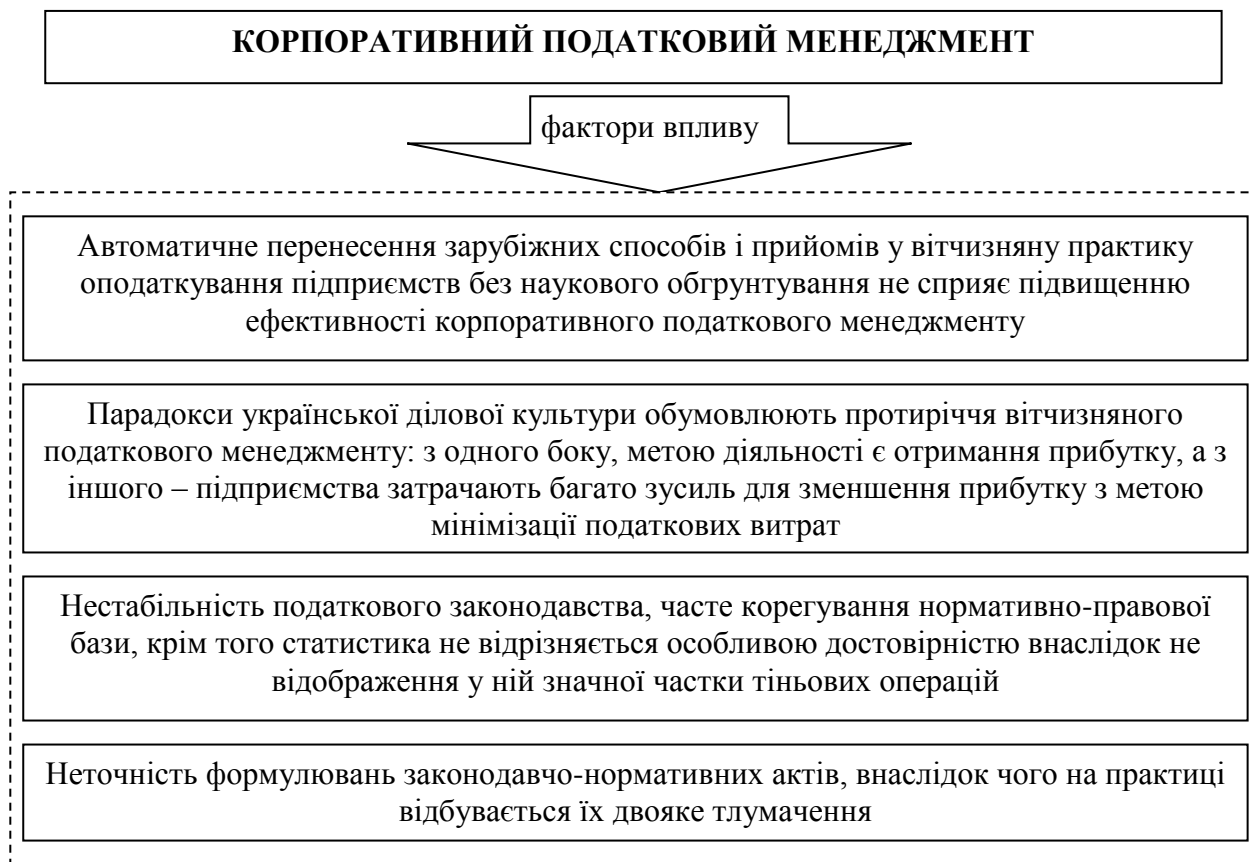 КОРПОРАТИВНИЙ ПОДАТКОВИЙ МЕНЕДЖМЕНТ
фактори впливу
Автоматичне перенесення зарубіжних способів і прийомів у вітчизняну практику
оподаткування підприємств без наукового обгрунтування не сприяє підвищенню
ефективності корпоративного податкового менеджменту
Парадокси української ділової культури обумовлюють протиріччя вітчизняного
податкового менеджменту: з одного боку, метою діяльності є отримання прибутку, а з
іншого – підприємства затрачають багато зусиль для зменшення прибутку з метою
мінімізації податкових витрат
Нестабільність податкового законодавства, часте корегування нормативно-правової
бази, крім того статистика не відрізняється особливою достовірністю внаслідок не
відображення у ній значної частки тіньових операцій
Неточність формулювань законодавчо-нормативних актів, внаслідок чого на практиці
відбувається їх двояке тлумачення